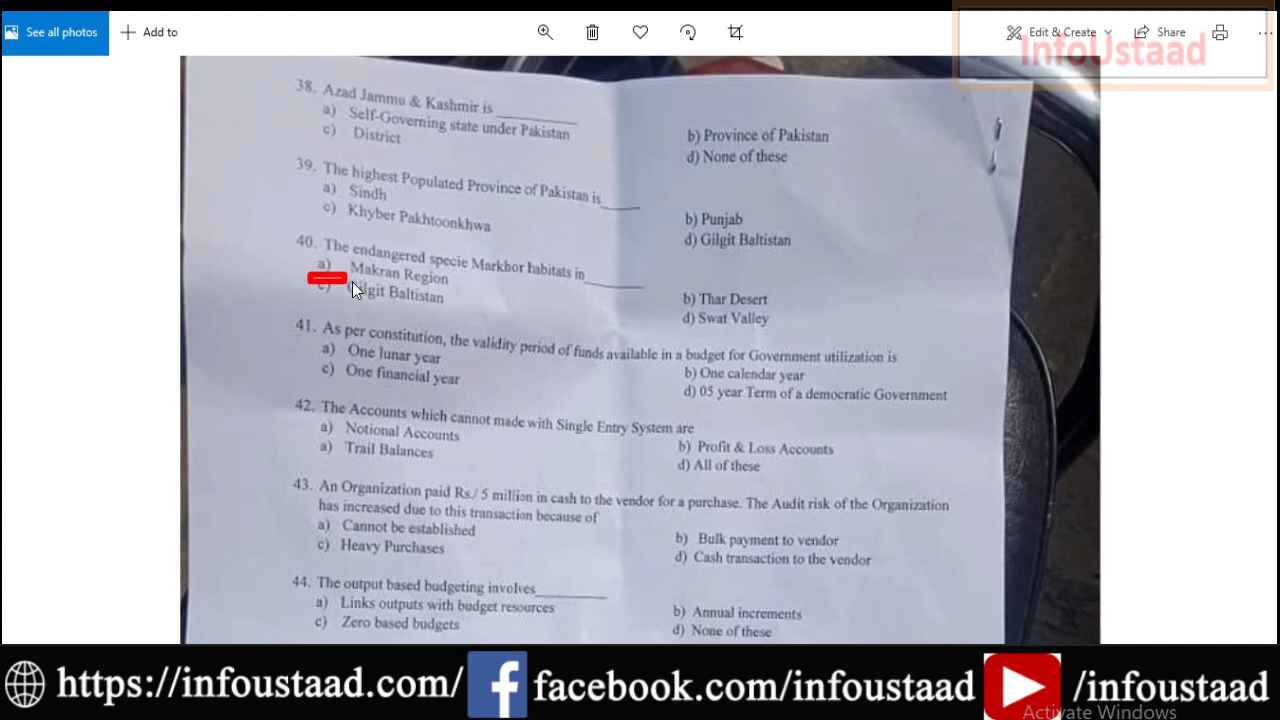 See all photos
Add to
Edit & Create
Share
InfoUstaad
38. Azad Jammu & Kashmir is ________
a) Self-Governing state under Pakistan
b) Province of Pakistan
c) District
d) None of these
39. The highest Populated Province of Pakistan is____
a) Sindh
b) Punjab
c) Khyber Pakhtoonkhwa
d) Gilgit Baltistan
40. The endangered specie Markhor habitats in______
a) Makran Region
b) Thar Desert
c) Gilgit Baltistan
d) Swat Valley
41. As per constitution, the validity period of funds available in a budget for Government utilization is
a) One lunar year
b) One calendar year
c) One financial year
d) 05 year Term of a democratic Government
42. The Accounts which cannot made with Single Entry System are
a) Notional Accounts
b) Profit & Loss Accounts
a) Trail Balances
d) All of these
43. An Organization paid Rs./ 5 million in cash to the vendor for a purchase. The Audit risk of the Organization
has increased due to this transaction because of
a) Cannot be established
b) Bulk payment to vendor
c) Heavy Purchases
d) Cash transaction to the vendor
44. The output based budgeting involves________
a) Links outputs with budget resources
b) Annual increments
c) Zero based budgets
d) None of these
https://infoustaad.com/
facebook.com/infoustaad
/infoustaad
Activate Windows